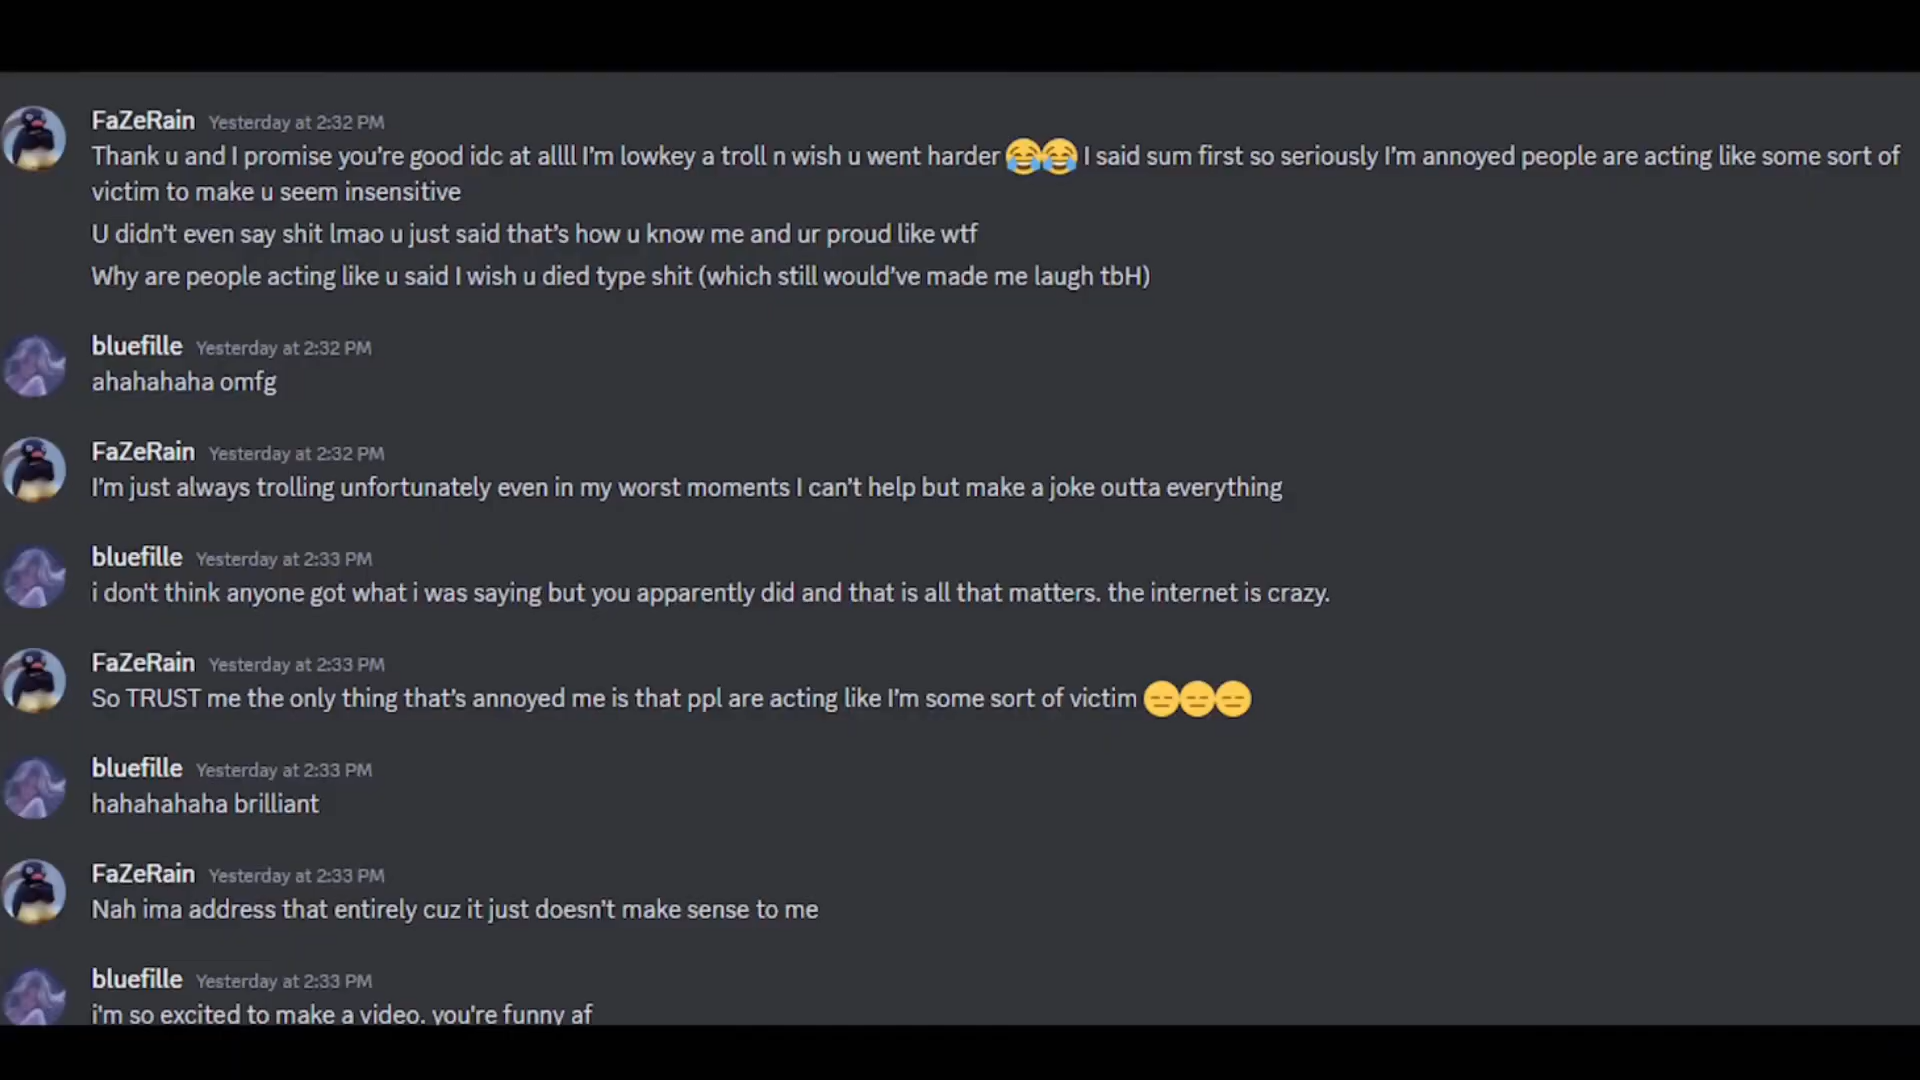 FaZeRain Yesterday at 2:32 PM
Thank u and I promise you're good idc at allll I'm lowkey a troll n wish u went harder 😂😂 I said sum first so seriously I'm annoyed people are acting like some sort of
victim to make u seem insensitive
U didn't even say shit lmao u just said that's how u know me and ur proud like wtf
Why are people acting like u said I wish u died type shit (which still would've made me laugh tbH)
bluefille Yesterday at 2:32 PM
ahahahaha omfg
FaZeRain Yesterday at 2:32 PM
I'm just always trolling unfortunately even in my worst moments I can't help but make a joke outta everything
bluefille Yesterday at 2:33 PM
i don't think anyone got what i was saying but you apparently did and that is all that matters. the internet is crazy.
FaZeRain Yesterday at 2:33 PM
So TRUST me the only thing that's annoyed me is that ppl are acting like I'm some sort of victim 😑😑😑
bluefille Yesterday at 2:33 PM
hahahahaha brilliant
FaZeRain Yesterday at 2:33 PM
Nah ima address that entirely cuz it just doesn't make sense to me
bluefille Yesterday at 2:33 PM
i'm so excited to make a video. you're funny af